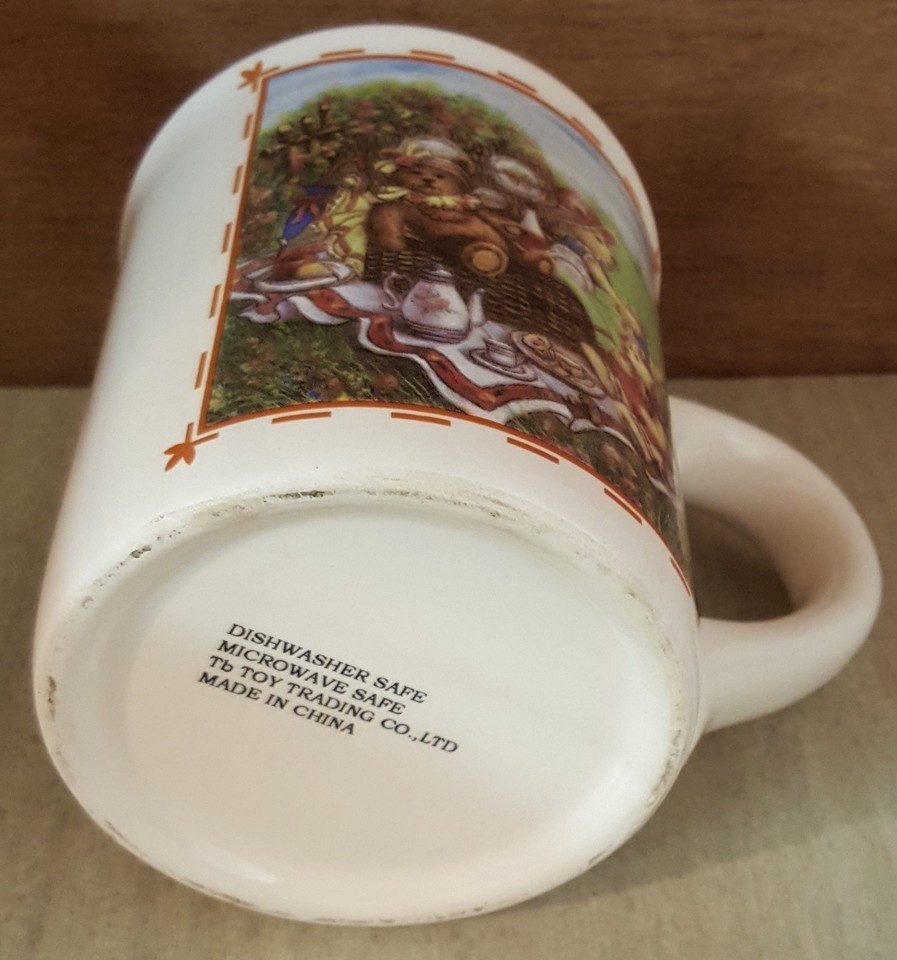 DISHWASHER SAFE
MICROWAVE SAFE
Tb TOY TRADING CO.,LTD
MADE IN CHINA